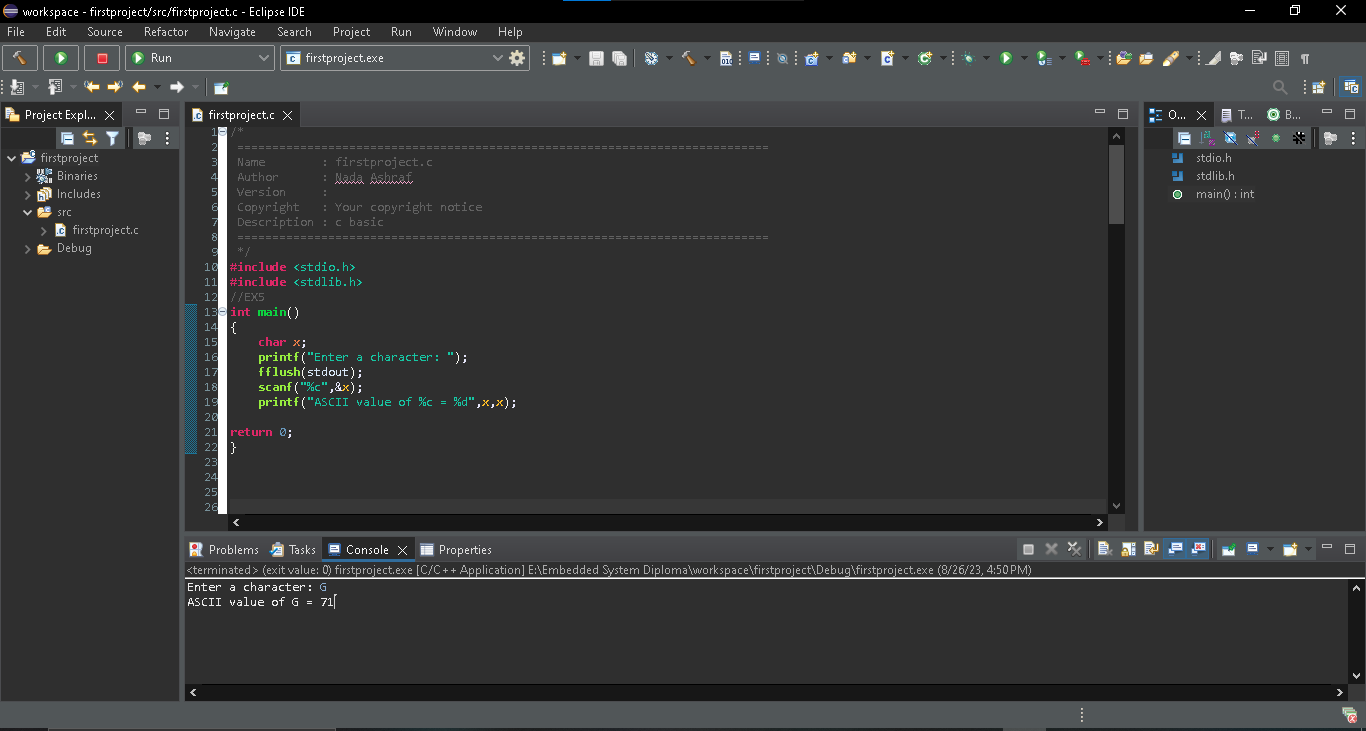 workspace - firstproject/src/firstproject.c - Eclipse IDE
File Edit Source Refactor Navigate Search Project Run Window Help
Run firstproject.exe
Project Expl... firstproject.c O... T... B...
firstproject
Binaries
Includes
src
firstproject.c
Debug
1 /*
2 ============================================================================
3 Name : firstproject.c
4 Author : Nada Ashraf
5 Version :
6 Copyright : Your copyright notice
7 Description : c basic
8 ============================================================================
9 */
10 #include <stdio.h>
11 #include <stdlib.h>
12 //EX5
13 int main()
14 {
15 char x;
16 printf("Enter a character: ");
17 fflush(stdout);
18 scanf("%c",&x);
19 printf("ASCII value of %c = %d",x,x);
20
21 return 0;
22 }
23
24
25
26
stdio.h
stdlib.h
main() : int
Problems Tasks Console Properties
<terminated> (exit value: 0) firstproject.exe [C/C++ Application] E:\Embedded System Diploma\workspace\firstproject\Debug\firstproject.exe (8/26/23, 4:50 PM)
Enter a character: G
ASCII value of G = 71